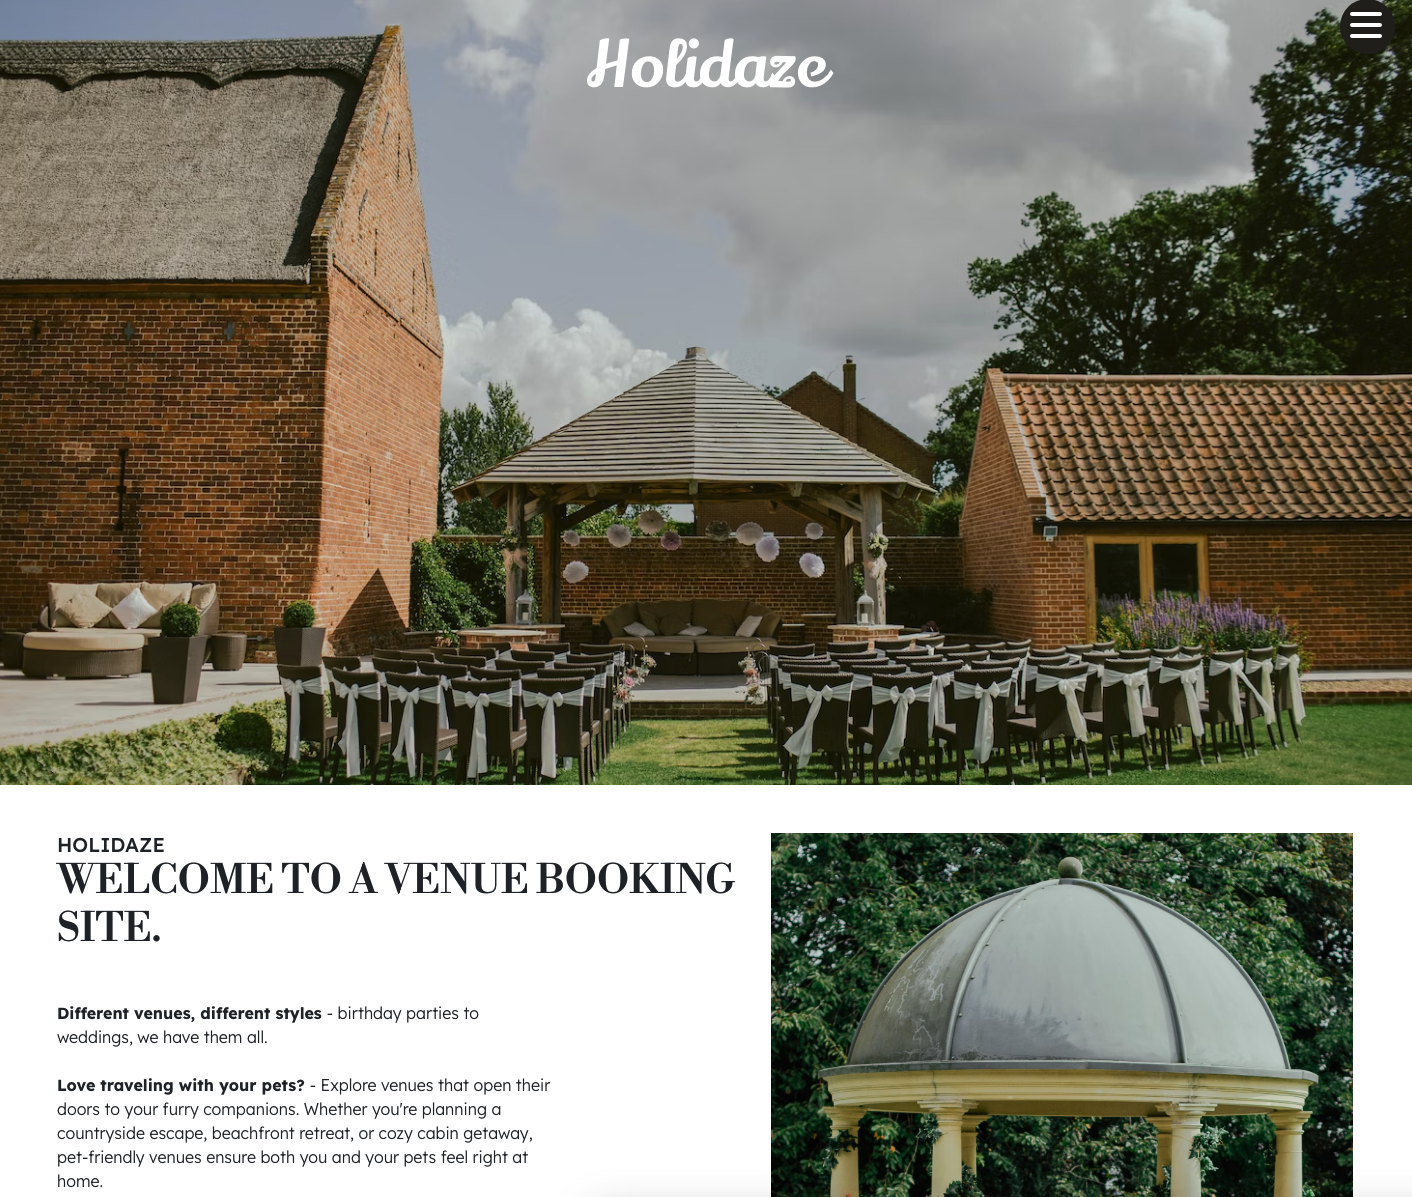 Holidaze
HOLIDAZE
WELCOME TO A VENUE BOOKING
SITE.
Different venues, different styles - birthday parties to
weddings, we have them all.
Love traveling with your pets? - Explore venues that open their
doors to your furry companions. Whether you're planning a
countryside escape, beachfront retreat, or cozy cabin getaway,
pet-friendly venues ensure both you and your pets feel right at
home.